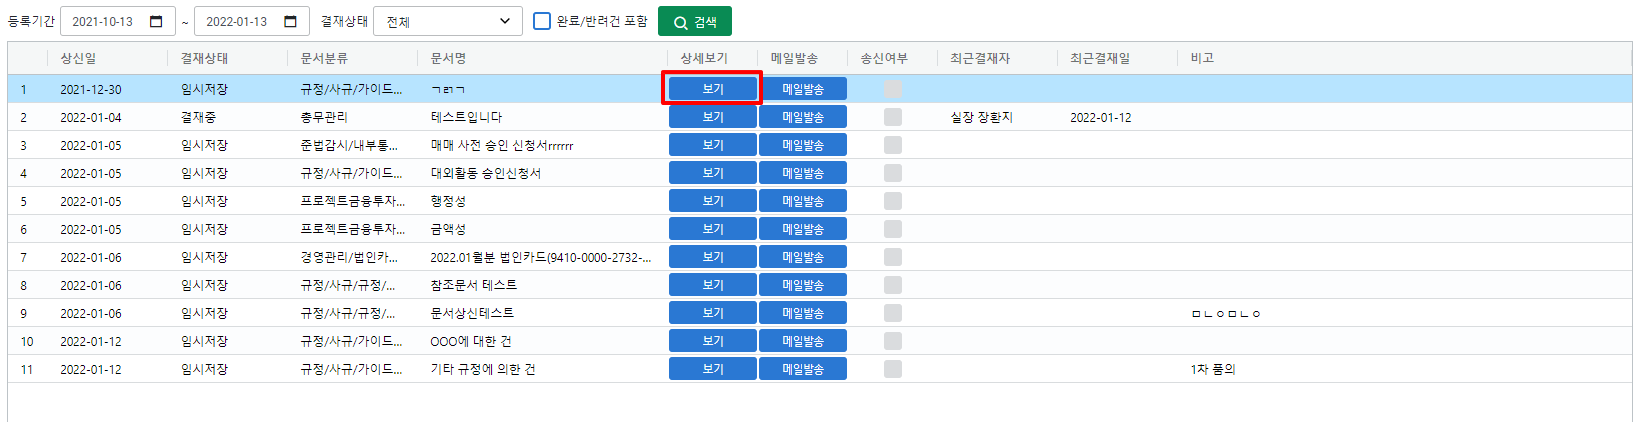 등록기간 2021-10-13 ~ 2022-01-13 결재상태 전체 완료/반려건 포함 검색
상신일 결재상태 문서분류 문서명 상세보기 메일발송 송신여부 최근결재자 최근결재일 비고
1 2021-12-30 임시저장 규정/사규/가이드... 보기 메일발송
2 2022-01-04 결재중 총무관리 테스트입니다 보기 메일발송 실장 장환지 2022-01-12
3 2022-01-05 임시저장 준법감시/내부통... 매매 사전 승인 신청서rrrrrr 보기 메일발송
4 2022-01-05 임시저장 규정/사규/가이드... 대외활동 승인신청서 보기 메일발송
5 2022-01-05 임시저장 프로젝트금융투자... 행정성 보기 메일발송
6 2022-01-05 임시저장 프로젝트금융투자... 금액성 보기 메일발송
7 2022-01-06 임시저장 경영관리/법인카... 2022.01월분 법인카드(9410-0000-2732-... 보기 메일발송
8 2022-01-06 임시저장 규정/사규/규정/... 참조문서 테스트 보기 메일발송
9 2022-01-06 임시저장 규정/사규/규정/... 문서상신테스트 보기 메일발송 ㅁㄴㅇㅁㄴㅇ
10 2022-01-12 임시저장 규정/사규/가이드... OOO에 대한 건 보기 메일발송
11 2022-01-12 임시저장 규정/사규/가이드... 기타 규정에 의한 건 보기 메일발송 1차 품의